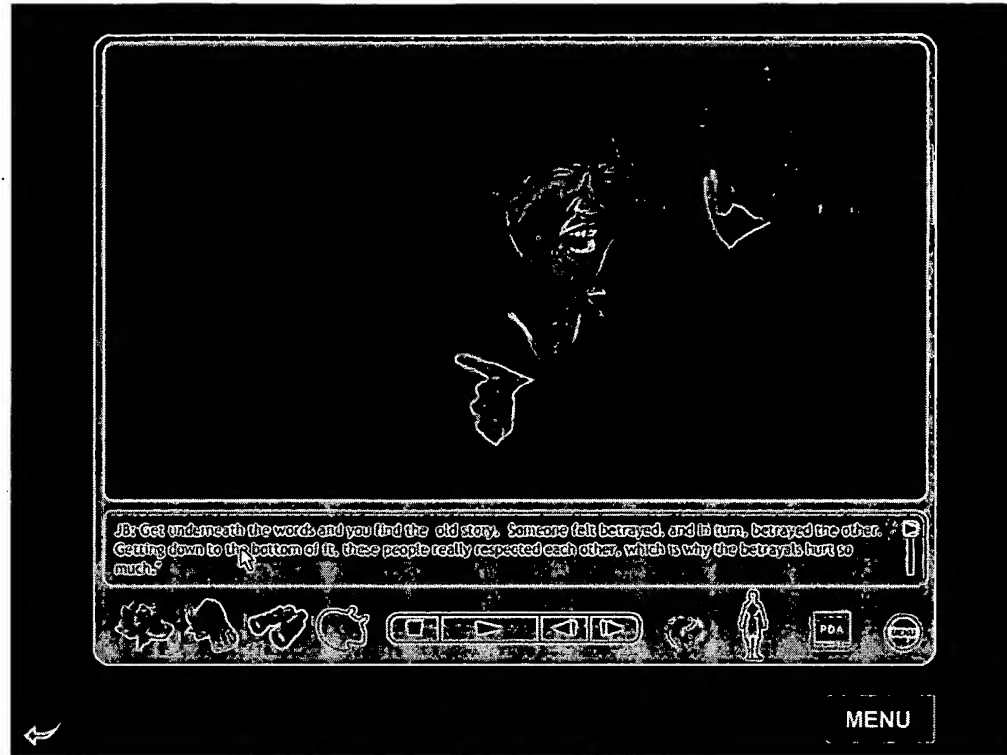 JB: Get underneath the words and you find the old story. Someone felt betrayed, and in turn, betrayed the other.
Getting down to the bottom of it, these people really respected each other, which is why the betrayals hurt so
much."
PDA
MENU
MENU